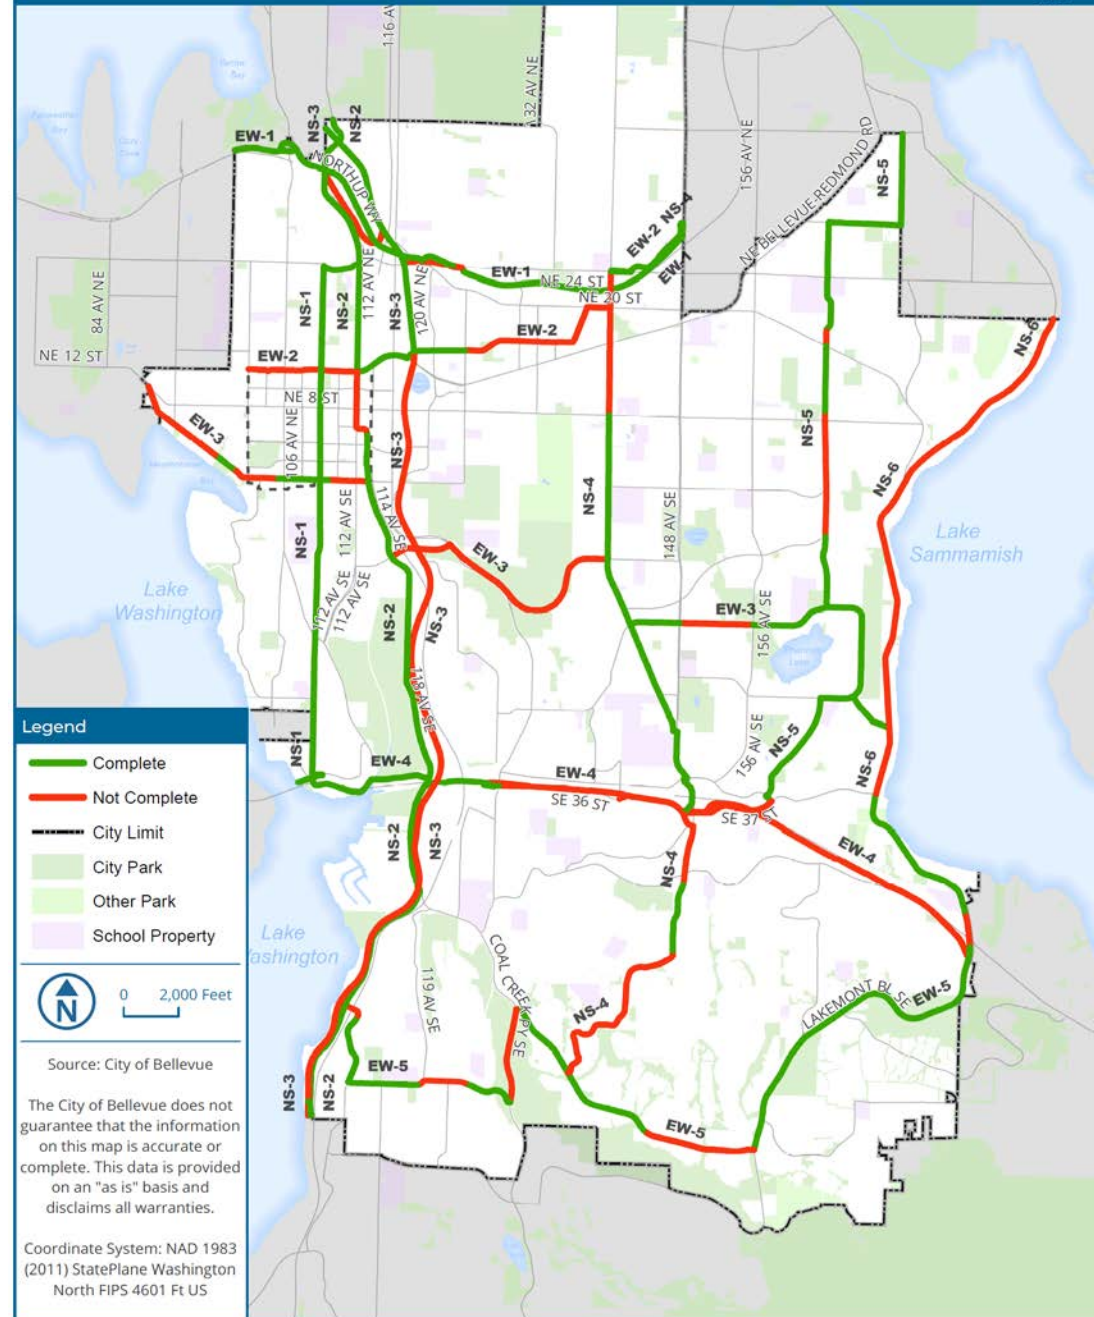 116 AV
132 AV NE
EW-1
NS-3
NS-2
NORTHUP WY
156 AV NE
NE BELLEVUE-REDMOND RD
NS-5
EW-2
NS-4
EW-1
EW-1
NE 24 ST
NE 20 ST
84 AV NE
NE 12 ST
NS-1
NS-2
112 AV NE
NS-3
120 AV NE
EW-2
EW-2
NS-6
NE 8 ST
106 AV NE
EW-3
NS-3
NS-5
NS-6
NS-4
NS-1
112 AV SE
114 AV SE
148 AV SE
Lake
Sammamish
EW-3
Lake
Washington
112 AV SE
112 AV SE
NS-2
NS-3
EW-3
156 AV SE
118 AV SE
NS-1
EW-4
EW-4
156 AV SE
NS-5
NS-6
SE 36 ST
SE 37 ST
NS-2
NS-3
NS-4
EW-4
Lake
ashington
COAL CREEK PY SE
119 AV SE
NS-4
LAKEMONT BL SE
EW-5
EW-5
NS-3
NS-2
EW-5
Legend
Complete
Not Complete
City Limit
City Park
Other Park
School Property
N
0 2,000 Feet
Source: City of Bellevue
The City of Bellevue does not
guarantee that the information
on this map is accurate or
complete. This data is provided
on an "as is" basis and
disclaims all warranties.
Coordinate System: NAD 1983
(2011) StatePlane Washington
North FIPS 4601 Ft US